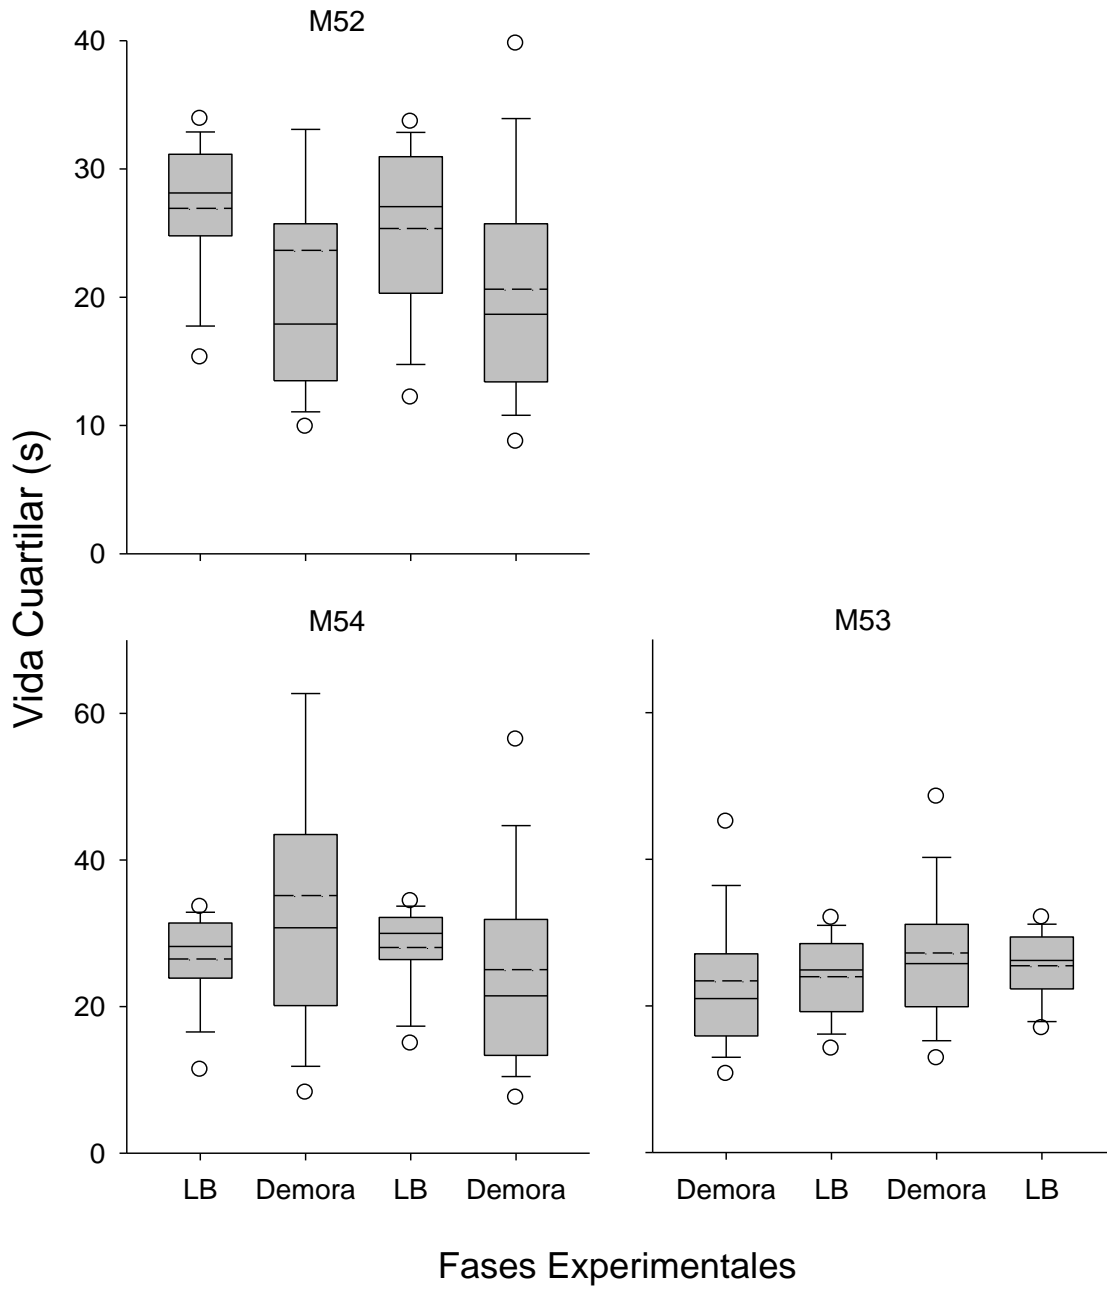 M52
40
30
20
10
0
Vida Cuartilar (s)
M54
M53
60
40
20
0
LB Demora LB Demora
Demora LB Demora LB
Fases Experimentales